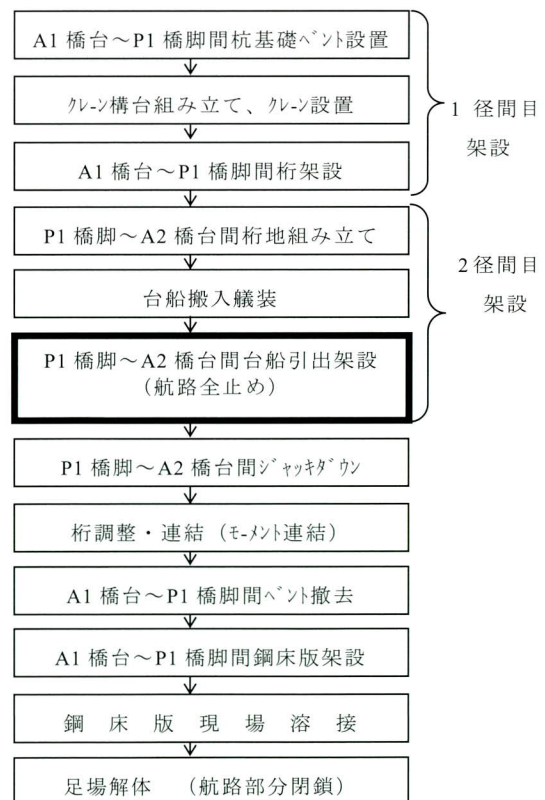 A1 橋台～P1 橋脚間杭基礎ベント設置
クレーン構台組み立て、クレーン設置
A1 橋台～P1 橋脚間桁架設
1 径間目
架設
P1 橋脚～A2 橋台間桁地組み立て
台船搬入艤装
P1 橋脚～A2 橋台間台船引出架設
(航路全止め)
2径間目
架設
P1 橋脚～A2 橋台間ジャッキダウン
桁調整・連結（モーメント連結）
A1 橋台～P1 橋脚間ベント撤去
A1 橋台～P1 橋脚間鋼床版架設
鋼 床 版 現 場 溶 接
足場解体 （航路部分閉鎖）